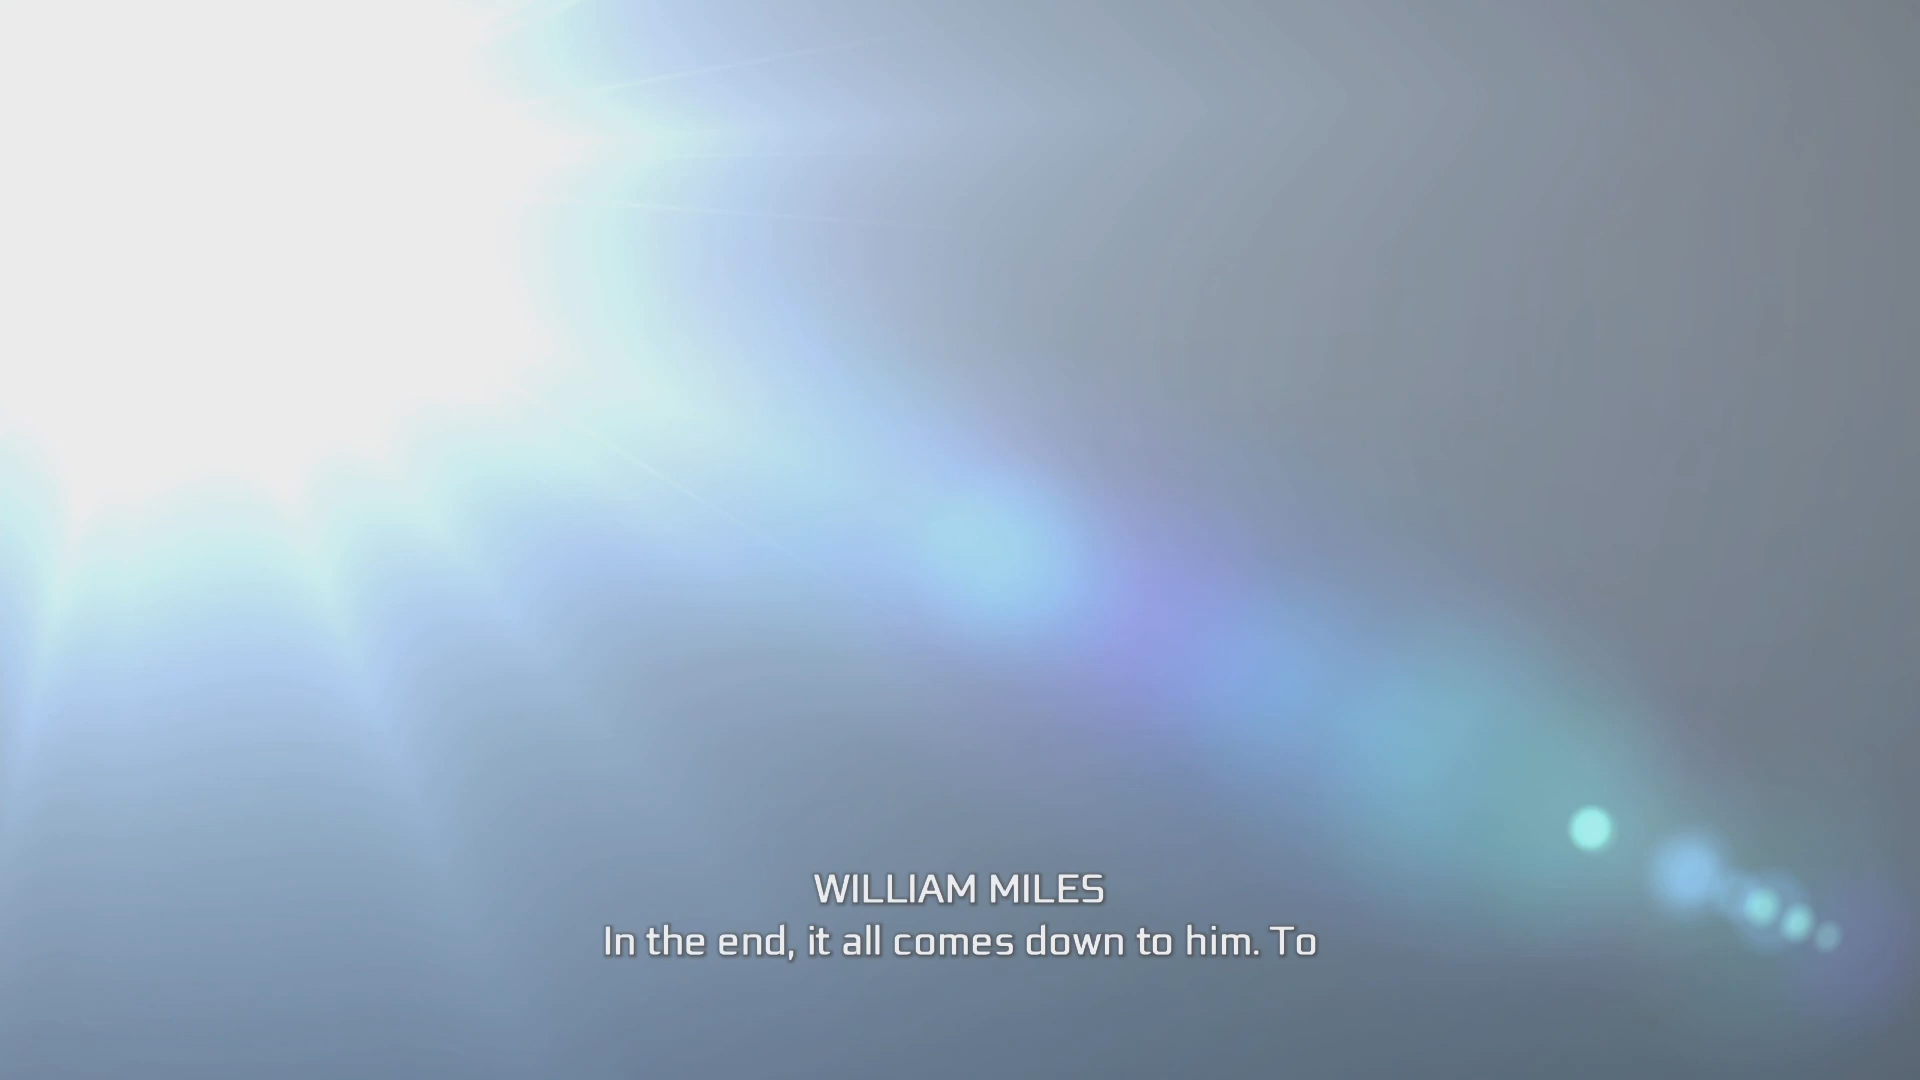 WILLIAM MILES
In the end, it all comes down to him. To